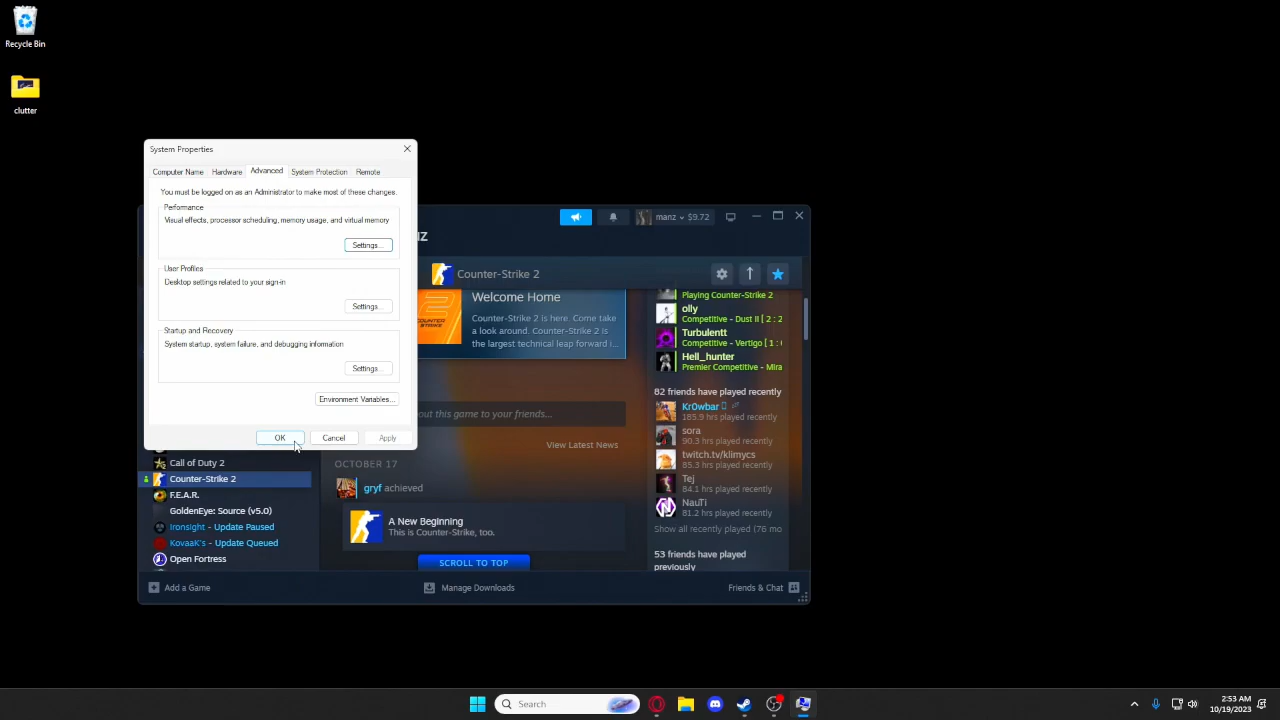 Recycle Bin
clutter
System Properties
Computer Name Hardware Advanced System Protection Remote
You must be logged on as an Administrator to make most of these changes.
Performance
Visual effects, processor scheduling, memory usage, and virtual memory
Settings...
User Profiles
Desktop settings related to your sign-in
Settings...
Startup and Recovery
System startup, system failure, and debugging information
Settings...
Environment Variables...
OK Cancel Apply
manz $9.72
Counter-Strike 2
Welcome Home
Counter-Strike 2 is here. Come take
a look around. Counter-Strike 2 is
the largest technical leap forward i...
out this game to your friends...
View Latest News
OCTOBER 17
gryf achieved
A New Beginning
This is Counter-Strike, too.
SCROLL TO TOP
Playing Counter-Strike 2
olly
Competitive - Dust II [ 2 : 2
Turbulentt
Competitive - Vertigo [ 1 :
Hell_hunter
Premier Competitive - Mira
82 friends have played recently
Kr0wbar
185.9 hrs played recently
sora
90.3 hrs played recently
twitch.tv/klimycs
85.3 hrs played recently
Tej
84.1 hrs played recently
NauTi
81.2 hrs played recently
Show all recently played (76 mo
53 friends have played
previously
Call of Duty 2
Counter-Strike 2
F.E.A.R.
GoldenEye: Source (v5.0)
Ironsight - Update Paused
KovaaK's - Update Queued
Open Fortress
Add a Game
Manage Downloads
Friends & Chat
Search
2:53 AM
10/19/2023